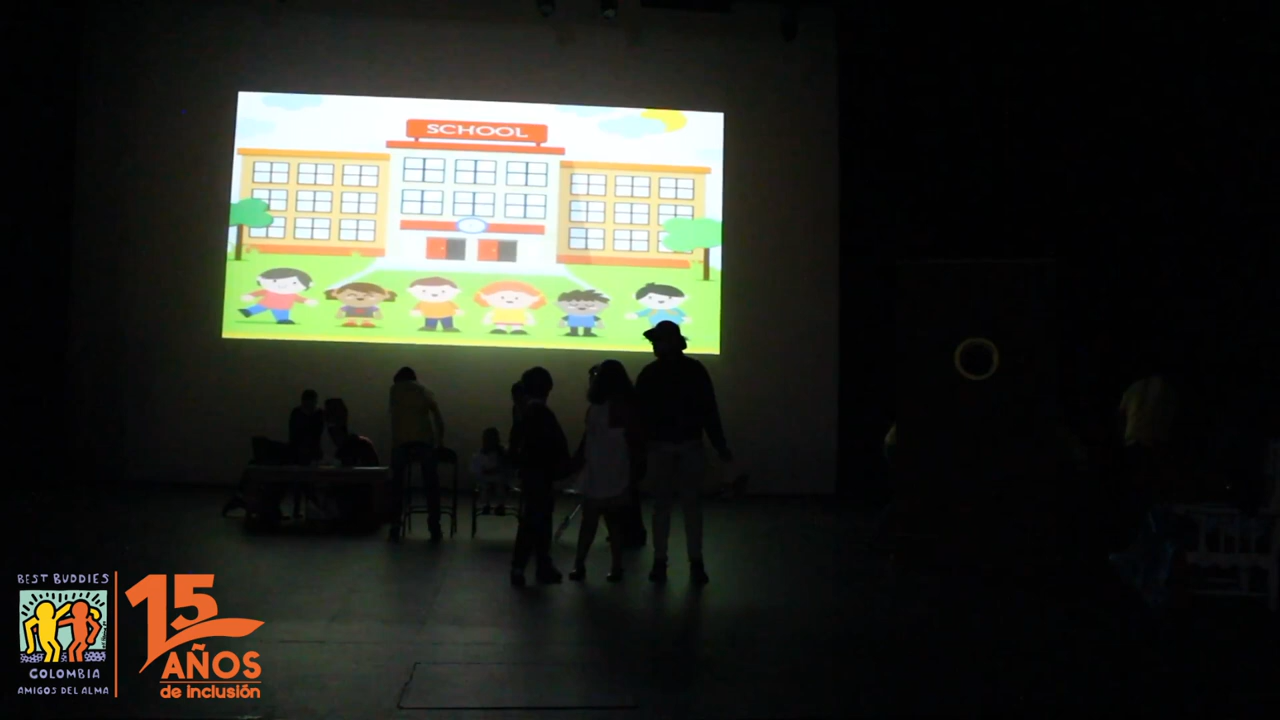 SCHOOL
BEST BUDDIES
COLOMBIA
AMIGOS DEL ALMA
15
AÑOS
de inclusión